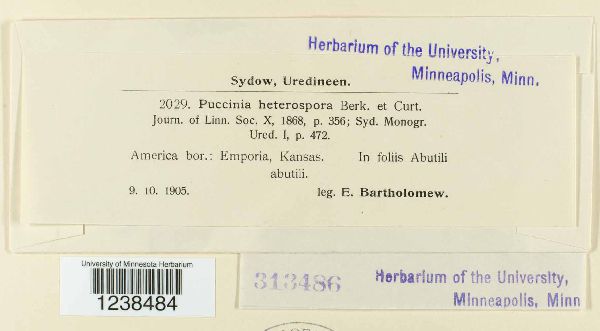 Herbarium of the University,
Minneapolis, Minn.
Sydow, Uredineen.
2029. Puccinia heterospora Berk. et Curt.
Journ. of Linn. Soc. X, 1868, p. 356; Syd. Monogr.
Ured. I, p. 472.
America bor.: Emporia, Kansas. In foliis Abutili
abutili.
9. 10. 1905. leg. E. Bartholomew.
University of Minnesota Herbarium
1238484
313486 Herbarium of the University,
Minneapolis, Minn